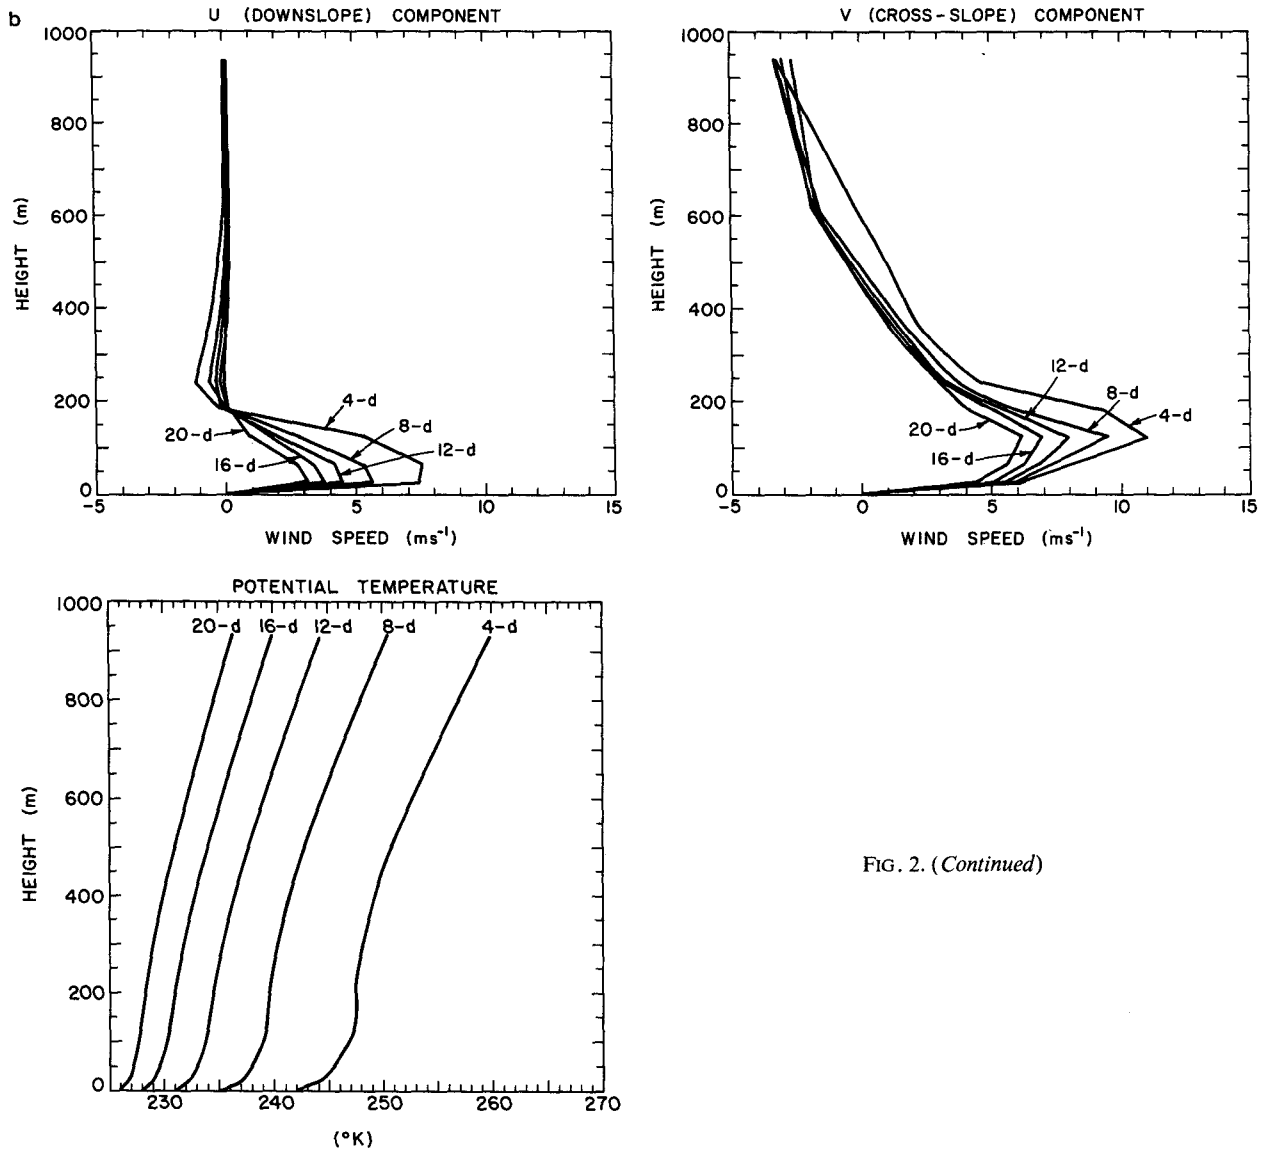 b
U (DOWNSLOPE) COMPONENT
1000
800
600
400
200
0
HEIGHT (m)
4-d
8-d
12-d
20-d
16-d
-5 0 5 10 15
WIND SPEED (ms⁻¹)
V (CROSS-SLOPE) COMPONENT
1000
800
600
400
200
0
HEIGHT (m)
12-d
8-d
4-d
20-d
16-d
-5 0 5 10 15
WIND SPEED (ms⁻¹)
POTENTIAL TEMPERATURE
1000
800
600
400
200
0
HEIGHT (m)
20-d 16-d 12-d 8-d 4-d
230 240 250 260 270
(°K)
FIG. 2. (Continued)